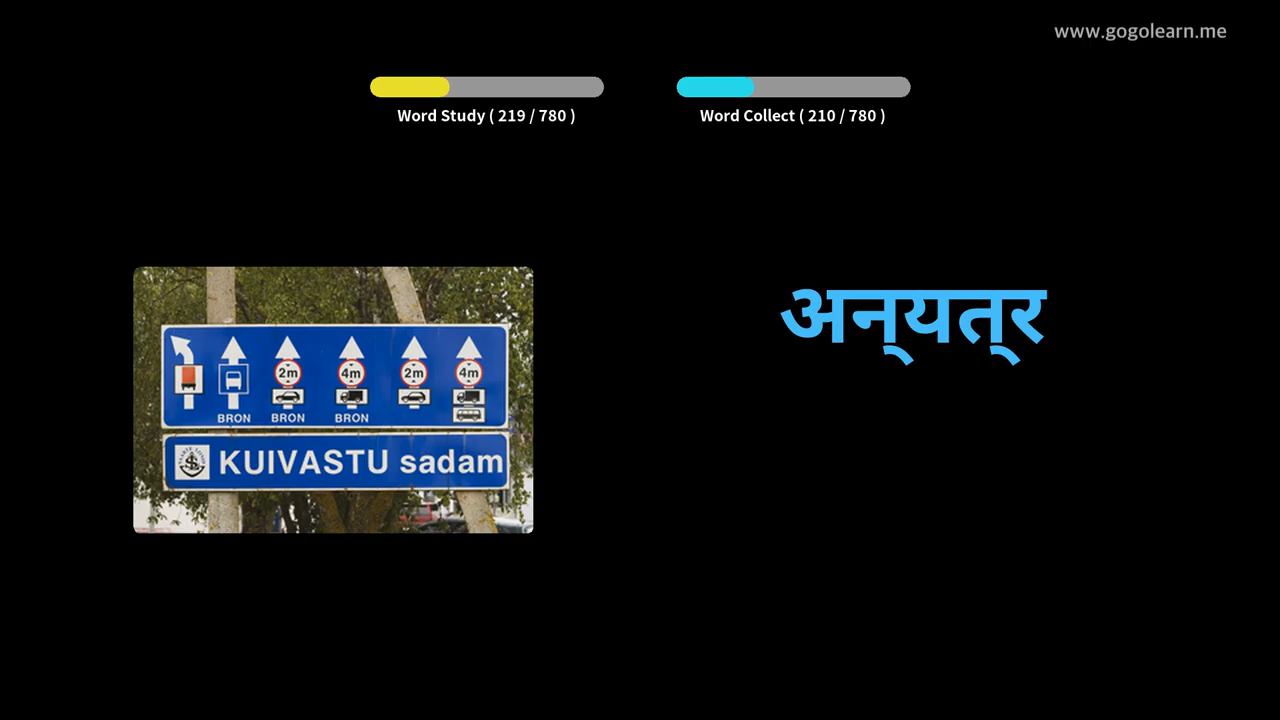 www.gogolearn.me
Word Study ( 219 / 780 )
Word Collect ( 210 / 780 )
अन्‌यत्‌र
2m
4m
2m
4m
BRON
BRON
BRON
KUIVASTU sadam